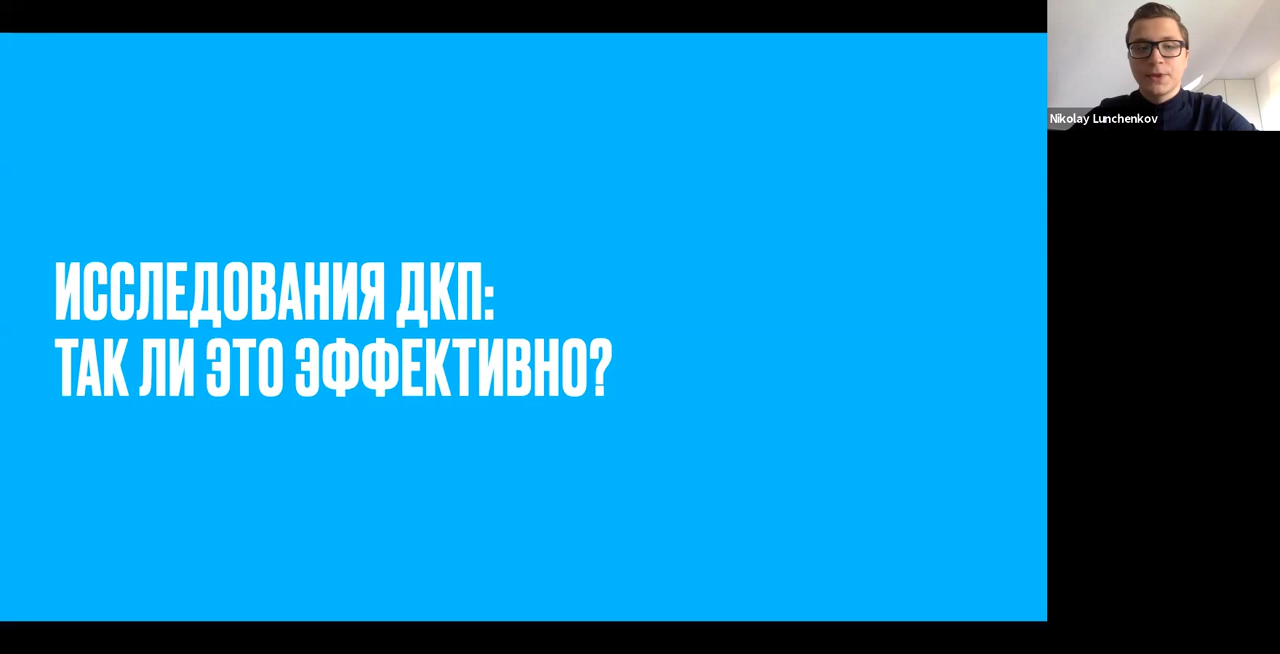 Nikolay Lunchenkov
ИССЛЕДОВАНИЯ ДКП:
ТАК ЛИ ЭТО ЭФФЕКТИВНО?